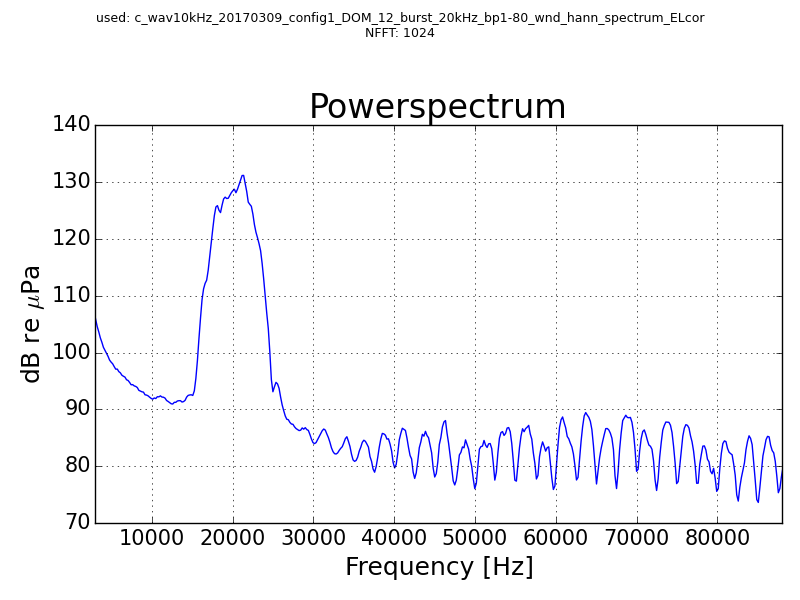 used: c_wav10kHz_20170309_config1_DOM_12_burst_20kHz_bp1-80_wnd_hann_spectrum_ELcor
NFFT: 1024
Powerspectrum
140
130
120
110
100
90
80
70
dB re μPa
10000 20000 30000 40000 50000 60000 70000 80000
Frequency [Hz]